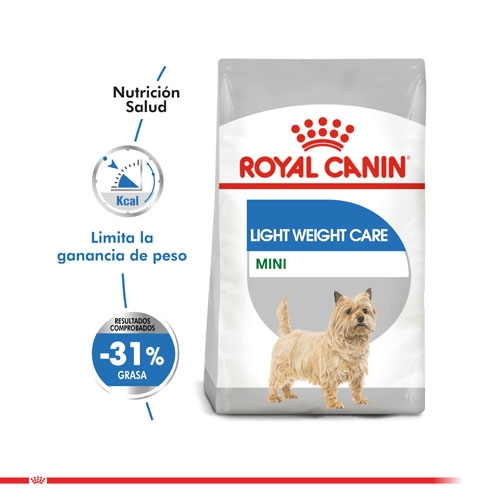 Nutrición
Salud
Kcal
Limita la
ganancia de peso
RESULTADOS
COMPROBADOS
-31%
GRASA
ROYAL CANIN
LIGHT WEIGHT CARE
MINI